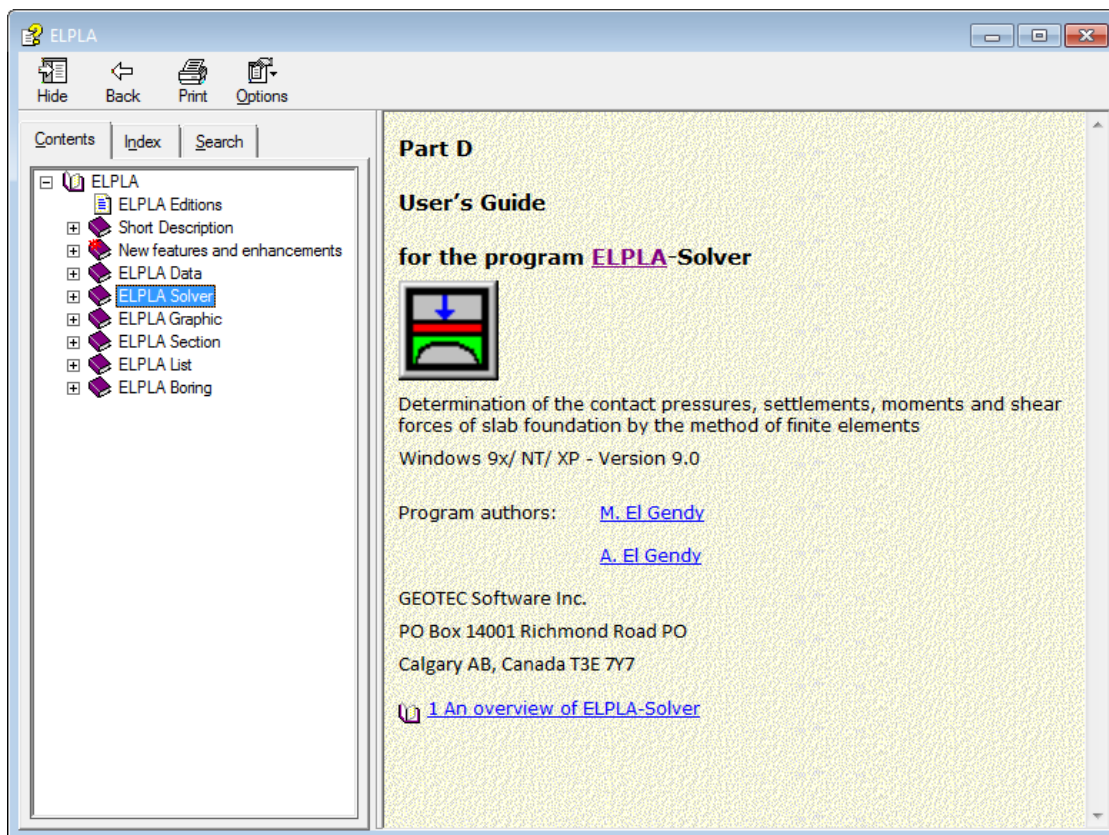 ELPLA
Hide Back Print Options
Contents Index Search
ELPLA
ELPLA Editions
Short Description
New features and enhancements
ELPLA Data
ELPLA Solver
ELPLA Graphic
ELPLA Section
ELPLA List
ELPLA Boring
Part D
User's Guide
for the program ELPLA-Solver
Determination of the contact pressures, settlements, moments and shear
forces of slab foundation by the method of finite elements
Windows 9x/ NT/ XP - Version 9.0
Program authors: M. El Gendy
A. El Gendy
GEOTEC Software Inc.
PO Box 14001 Richmond Road PO
Calgary AB, Canada T3E 7Y7
1 An overview of ELPLA-Solver